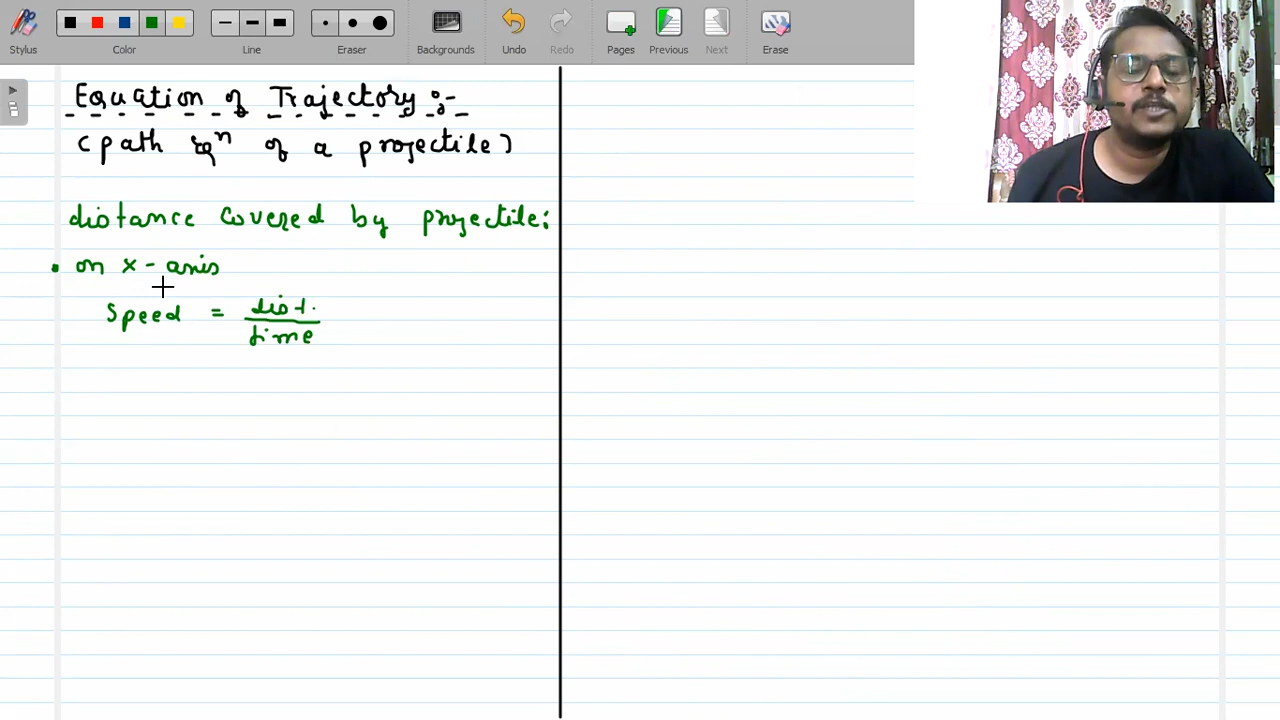 Stylus
Color
Line
Eraser
Backgrounds
Undo
Redo
Pages
Previous
Next
Erase
Equation of Trajectory :-
(path eqⁿ of a projectile)
distance covered by projectile:
• on x-axis
Speed = dist. / time